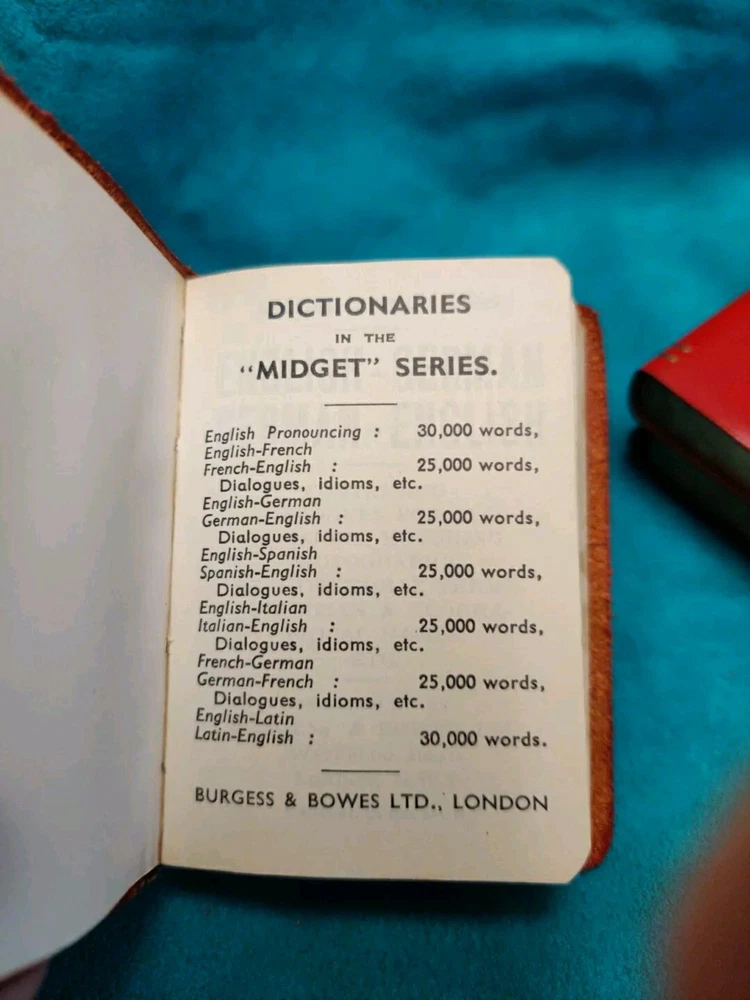 DICTIONARIES
IN THE
“MIDGET” SERIES.
English Pronouncing : 30,000 words,
English-French
French-English : 25,000 words,
Dialogues, idioms, etc.
English-German
German-English : 25,000 words,
Dialogues, idioms, etc.
English-Spanish
Spanish-English : 25,000 words,
Dialogues, idioms, etc.
English-Italian
Italian-English : 25,000 words,
Dialogues, idioms, etc.
French-German
German-French : 25,000 words,
Dialogues, idioms, etc.
English-Latin
Latin-English : 30,000 words.
BURGESS & BOWES LTD., LONDON